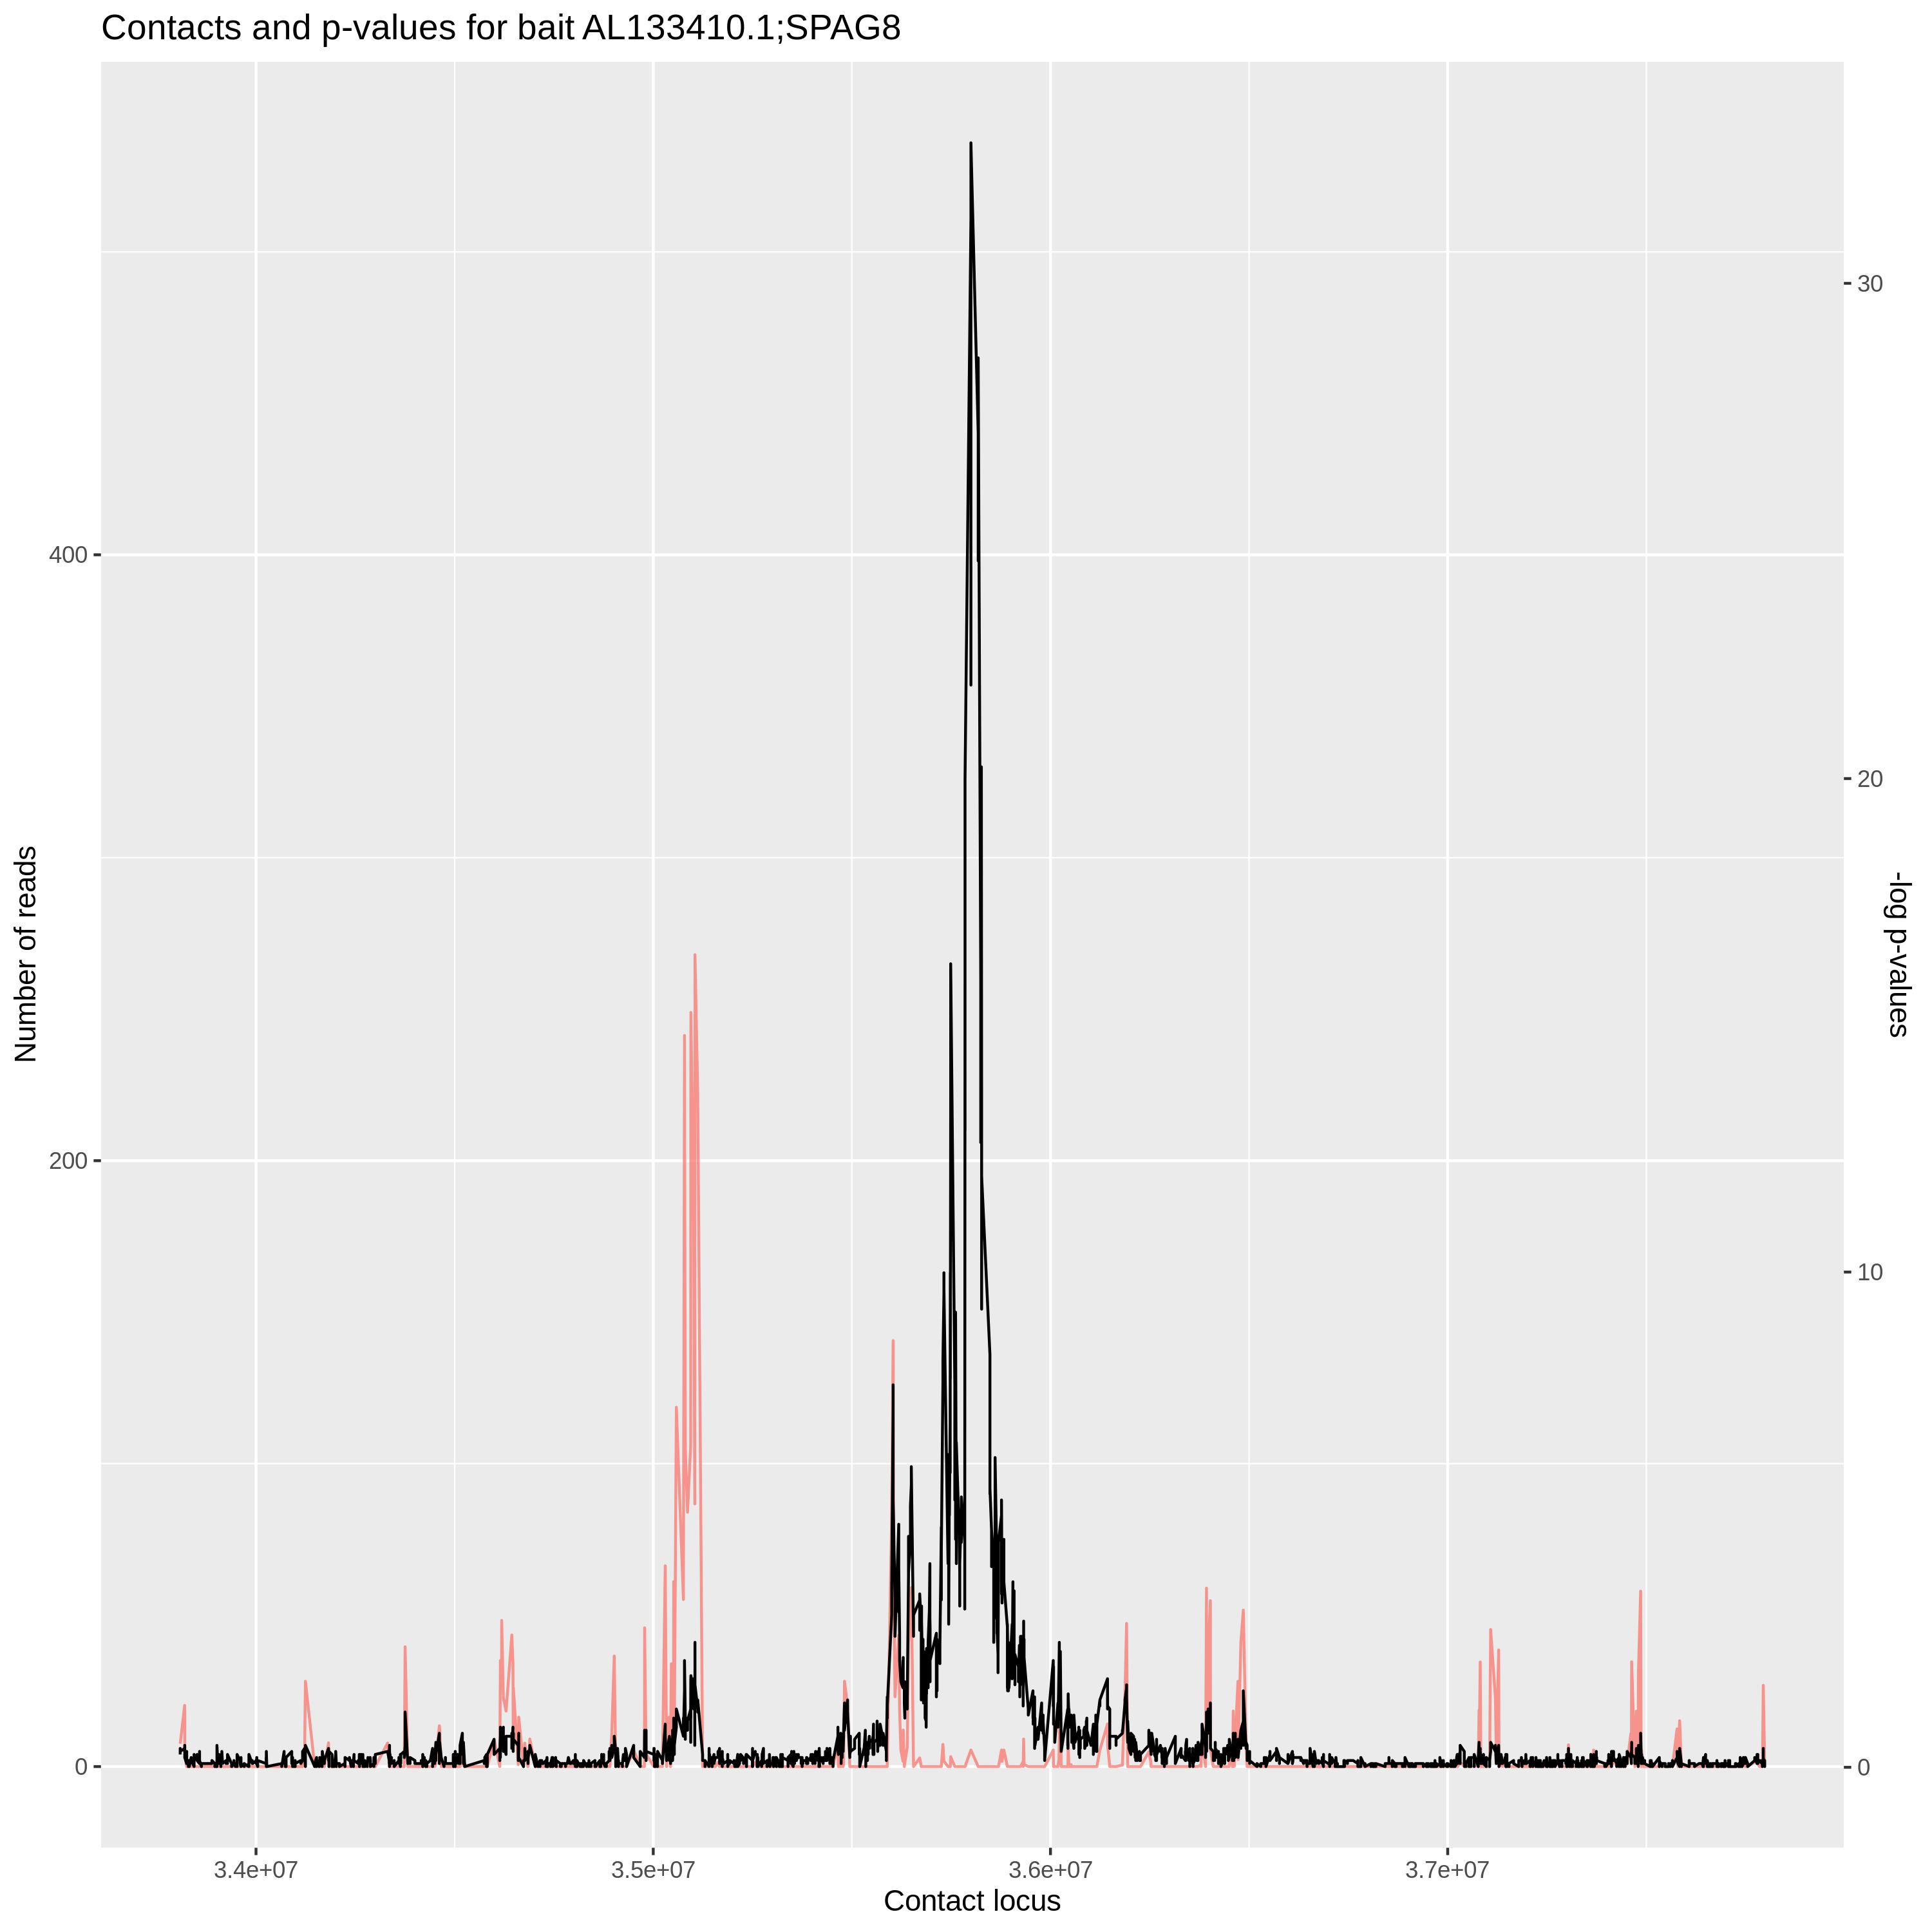 Contacts and p-values for bait AL133410.1;SPAG8
Number of reads
400
200
0
30
20
10
0
-log p-values
3.4e+07
3.5e+07
3.6e+07
3.7e+07
Contact locus